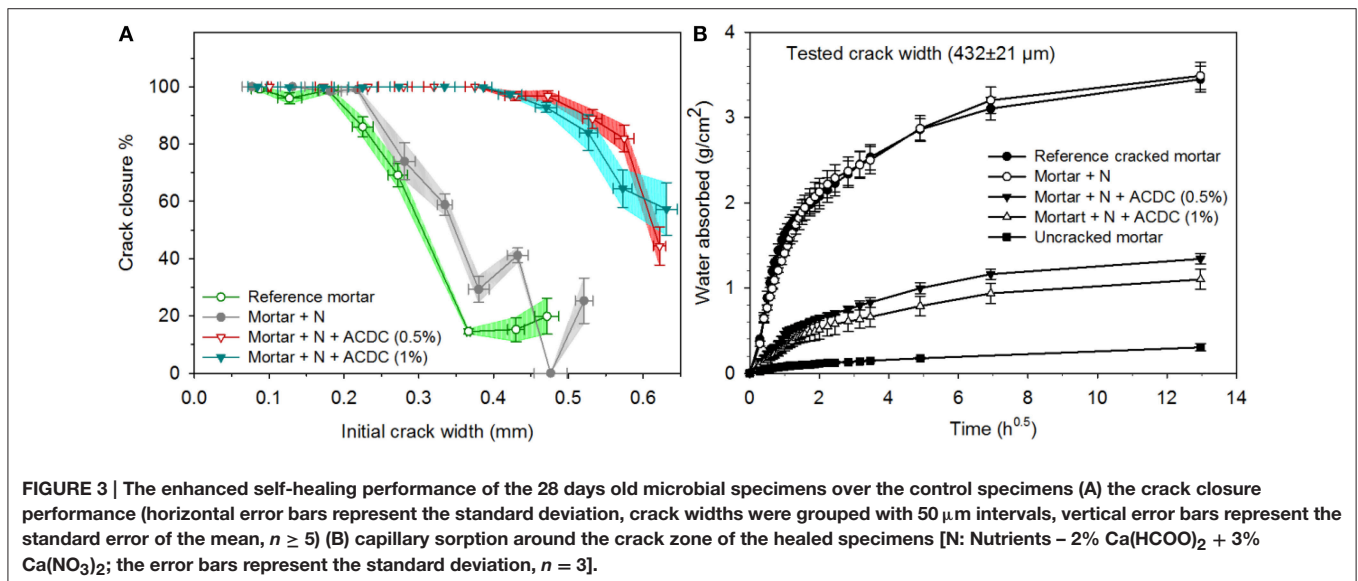 A
Crack closure %
100
80
60
40
20
0
Reference mortar
Mortar + N
Mortar + N + ACDC (0.5%)
Mortar + N + ACDC (1%)
0.0 0.1 0.2 0.3 0.4 0.5 0.6
Initial crack width (mm)
B
Water absorbed (g/cm²)
4
3
2
1
0
Tested crack width (432±21 µm)
Reference cracked mortar
Mortar + N
Mortar + N + ACDC (0.5%)
Mortart + N + ACDC (1%)
Uncracked mortar
0 2 4 6 8 10 12 14
Time (h⁰·⁵)
FIGURE 3 | The enhanced self-healing performance of the 28 days old microbial specimens over the control specimens (A) the crack closure
performance (horizontal error bars represent the standard deviation, crack widths were grouped with 50 µm intervals, vertical error bars represent the
standard error of the mean, n ≥ 5) (B) capillary sorption around the crack zone of the healed specimens [N: Nutrients – 2% Ca(HCOO)₂ + 3%
Ca(NO₃)₂; the error bars represent the standard deviation, n = 3].